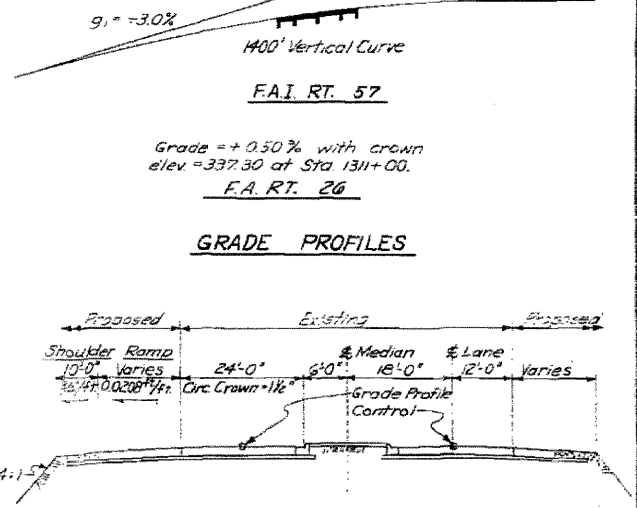 g₁ = +3.0%
1400' Vertical Curve
F.A.I. RT. 57
Grade = + 0.50 % with crown
elev. = 337.30 at Sta. 1311+00.
F.A. RT. 26
GRADE PROFILES
Proposed Existing Proposed
Shoulder Ramp ℄ Median ℄ Lane
10'-0" Varies 24'-0" 6'-0" 18'-0" 12'-0" Varies
0.0208 Circ. Crown = 1½"
Grade Profile
Control
4:1